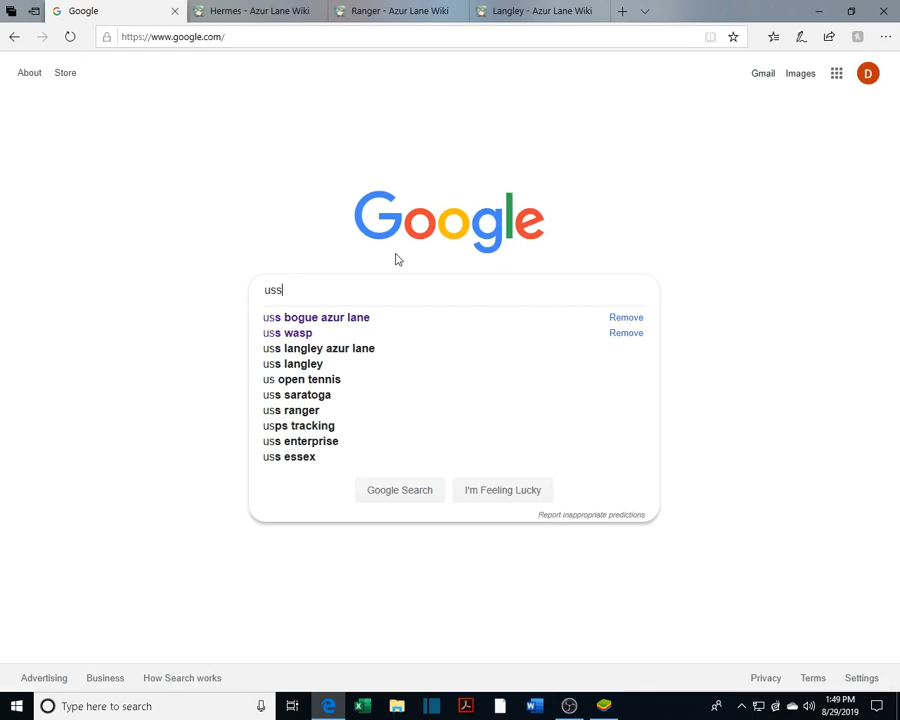 Google
Hermes - Azur Lane Wiki
Ranger - Azur Lane Wiki
Langley - Azur Lane Wiki
https://www.google.com/
About
Store
Gmail
Images
D
Google
uss
uss bogue azur lane
Remove
uss wasp
Remove
uss langley azur lane
uss langley
us open tennis
uss saratoga
uss ranger
usps tracking
uss enterprise
uss essex
Google Search
I'm Feeling Lucky
Report inappropriate predictions
Advertising
Business
How Search works
Privacy
Terms
Settings
Type here to search
1:49 PM
8/29/2019